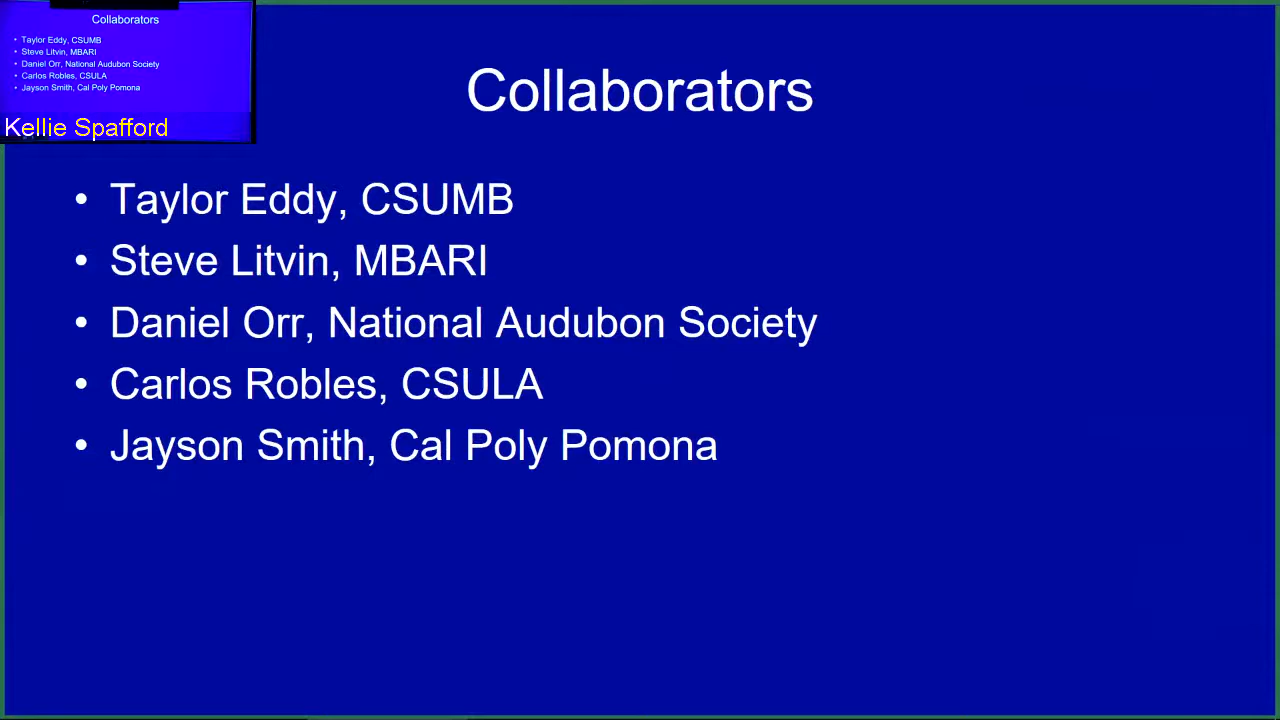 Collaborators
• Taylor Eddy, CSUMB
• Steve Litvin, MBARI
• Daniel Orr, National Audubon Society
• Carlos Robles, CSULA
• Jayson Smith, Cal Poly Pomona
Kellie Spafford
Collaborators
• Taylor Eddy, CSUMB
• Steve Litvin, MBARI
• Daniel Orr, National Audubon Society
• Carlos Robles, CSULA
• Jayson Smith, Cal Poly Pomona